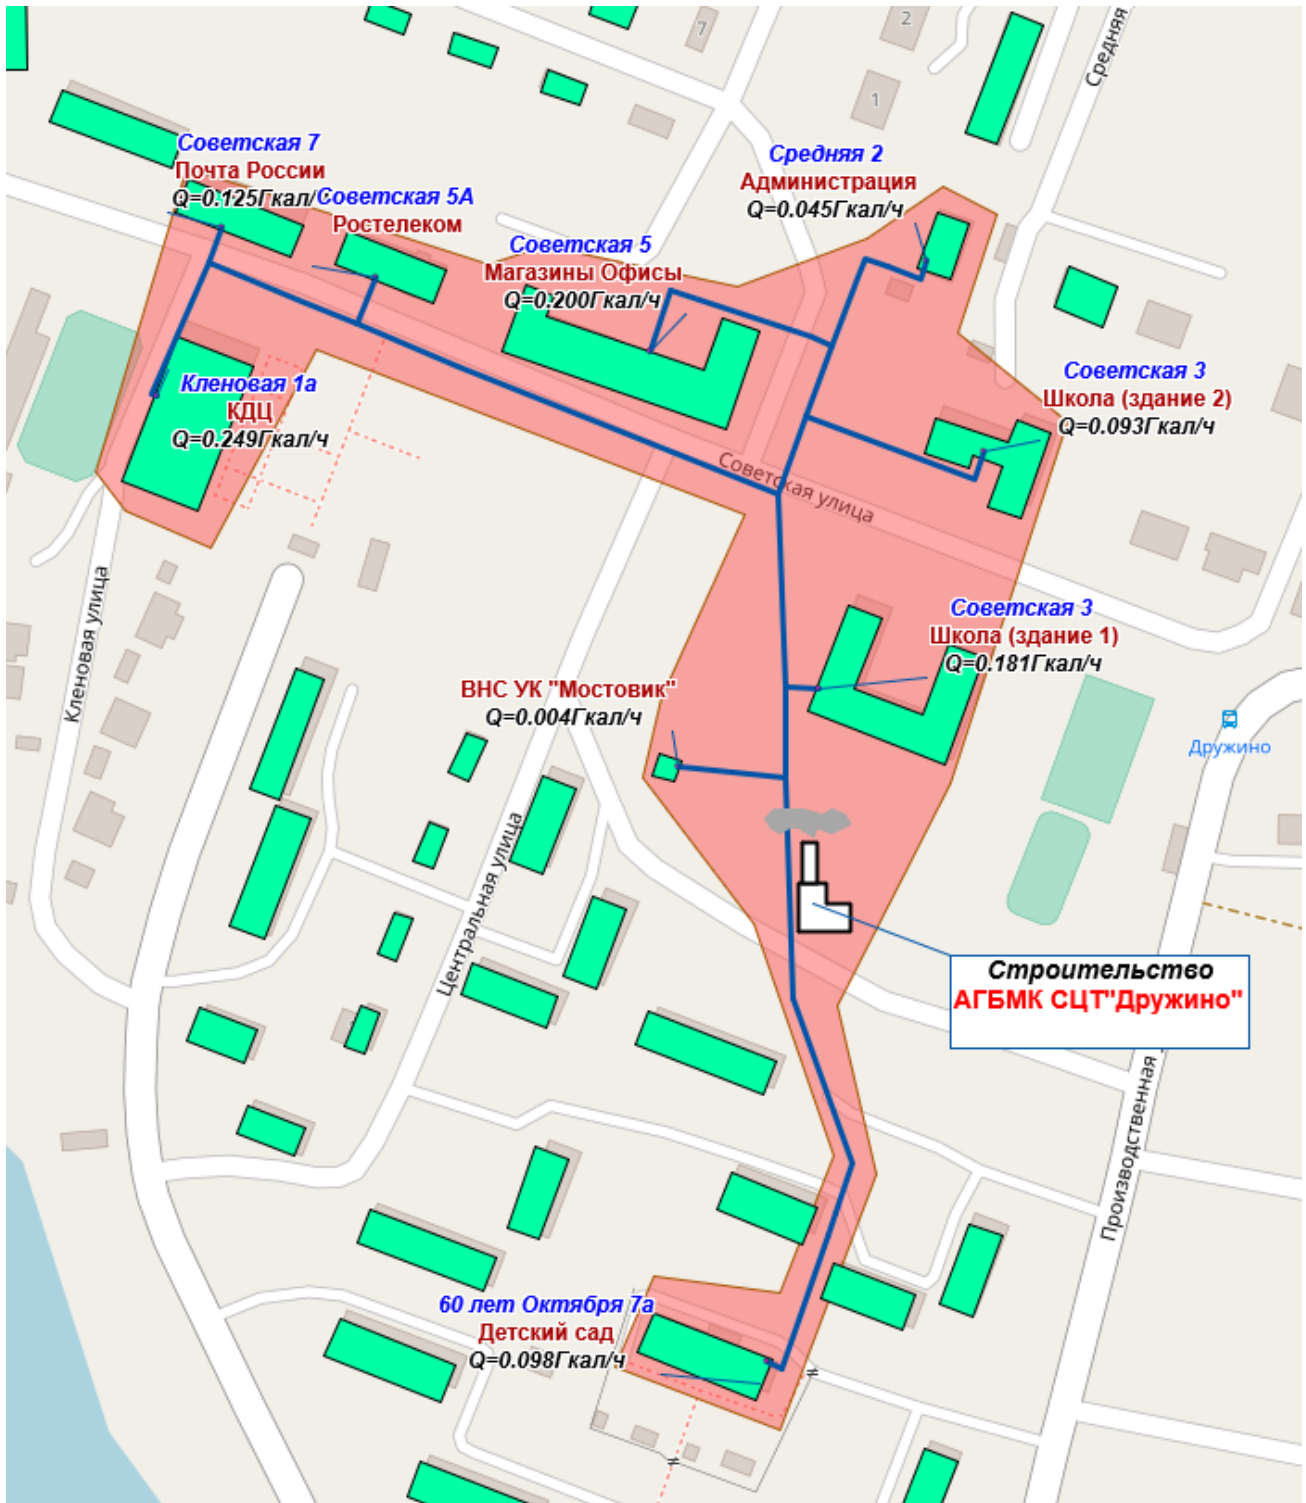 7
2
Средняя
1
Советская 7
Почта России
Q=0.125Гкал/
Советская 5А
Ростелеком
Средняя 2
Администрация
Q=0.045Гкал/ч
Советская 5
Магазины Офисы
Q=0.200Гкал/ч
Кленовая 1а
КДЦ
Q=0.249Гкал/ч
Советская 3
Школа (здание 2)
Q=0.093Гкал/ч
Советская улица
Кленовая улица
Советская 3
Школа (здание 1)
Q=0.181Гкал/ч
ВНС УК "Мостовик"
Q=0.004Гкал/ч
Дружино
Центральная улица
Строительство
АГБМК СЦТ"Дружино"
Производственная
60 лет Октября 7а
Детский сад
Q=0.098Гкал/ч